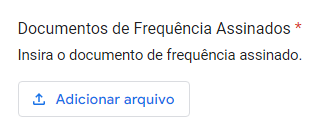 Documentos de Frequência Assinados *
Insira o documento de frequência assinado.
Adicionar arquivo